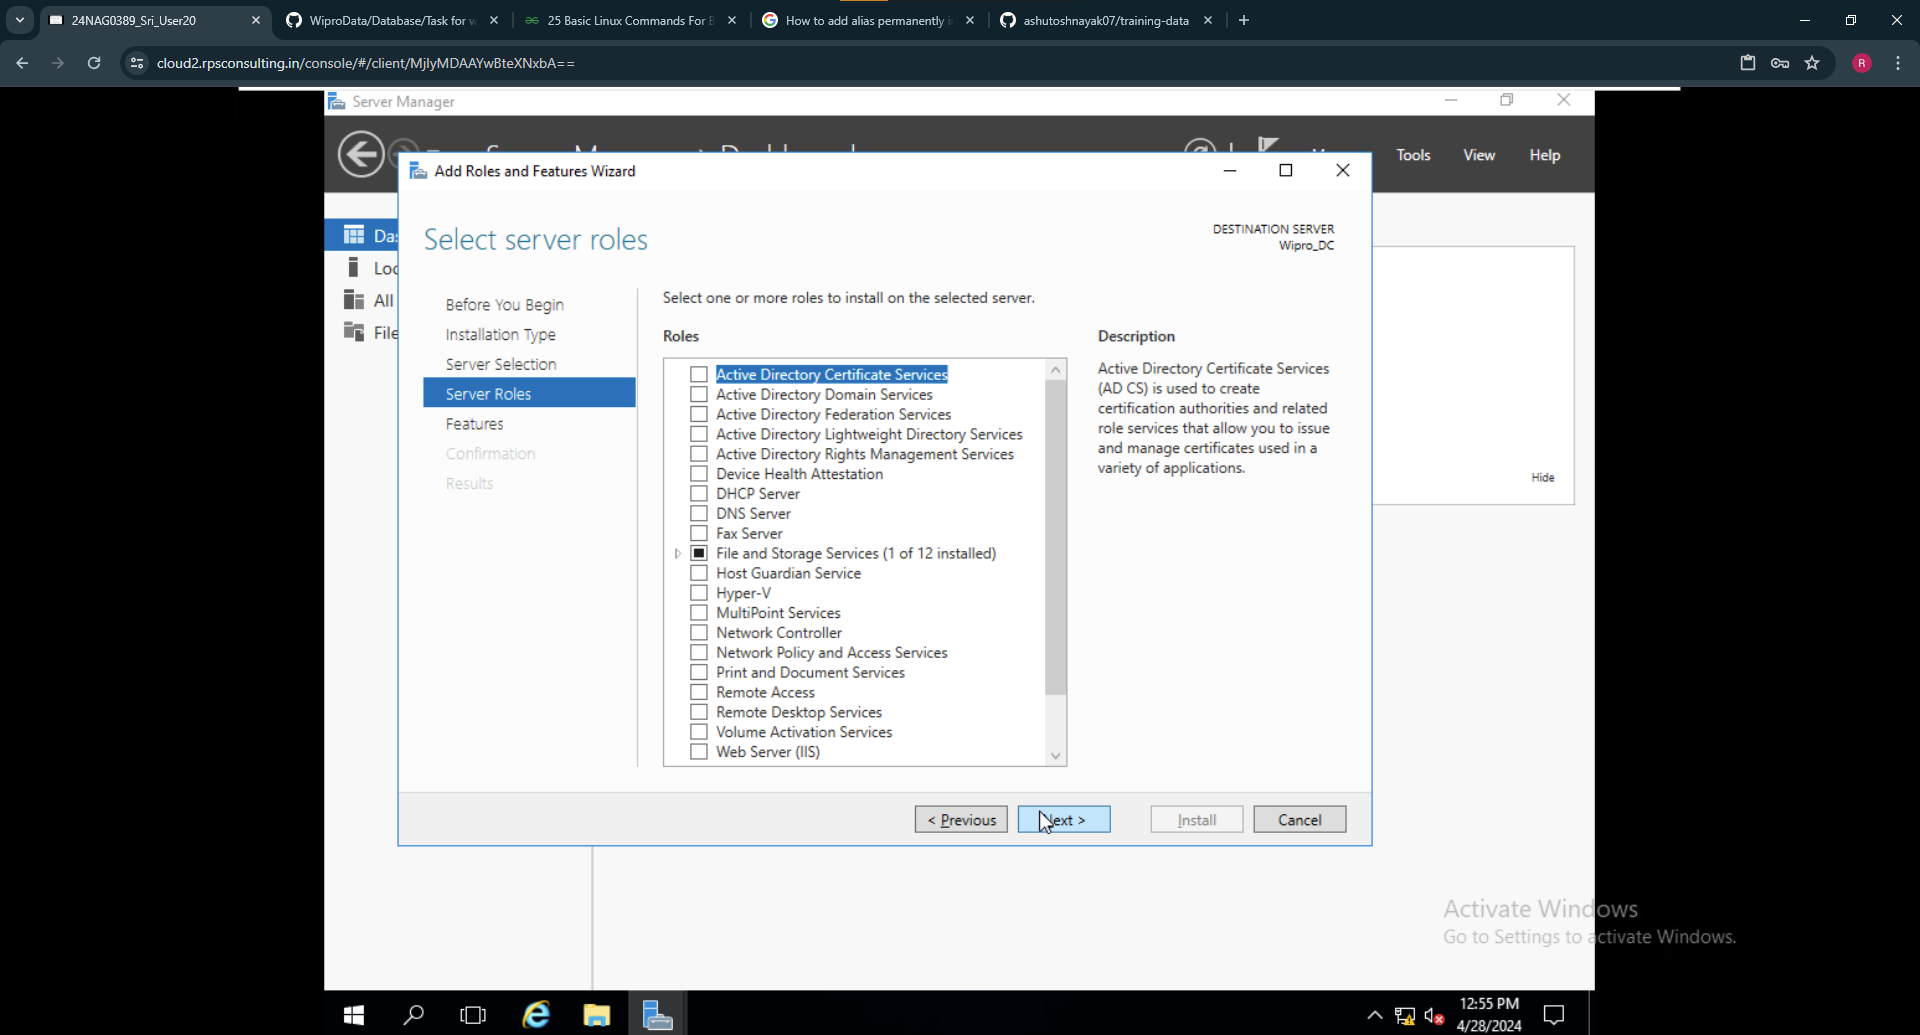 24NAG0389_Sri_User20
WiproData/Database/Task for w
25 Basic Linux Commands For B
How to add alias permanently i
ashutoshnayak07/training-data
cloud2.rpsconsulting.in/console/#/client/MjIyMDAAYwBteXNxbA==
R
Server Manager
Tools
View
Help
Add Roles and Features Wizard
Das
Loc
All
File
Select server roles
DESTINATION SERVER
Wipro_DC
Before You Begin
Installation Type
Server Selection
Server Roles
Features
Confirmation
Results
Select one or more roles to install on the selected server.
Roles
Active Directory Certificate Services
Active Directory Domain Services
Active Directory Federation Services
Active Directory Lightweight Directory Services
Active Directory Rights Management Services
Device Health Attestation
DHCP Server
DNS Server
Fax Server
File and Storage Services (1 of 12 installed)
Host Guardian Service
Hyper-V
MultiPoint Services
Network Controller
Network Policy and Access Services
Print and Document Services
Remote Access
Remote Desktop Services
Volume Activation Services
Web Server (IIS)
Description
Active Directory Certificate Services
(AD CS) is used to create
certification authorities and related
role services that allow you to issue
and manage certificates used in a
variety of applications.
Hide
< Previous
Next >
Install
Cancel
Activate Windows
Go to Settings to activate Windows.
12:55 PM
4/28/2024